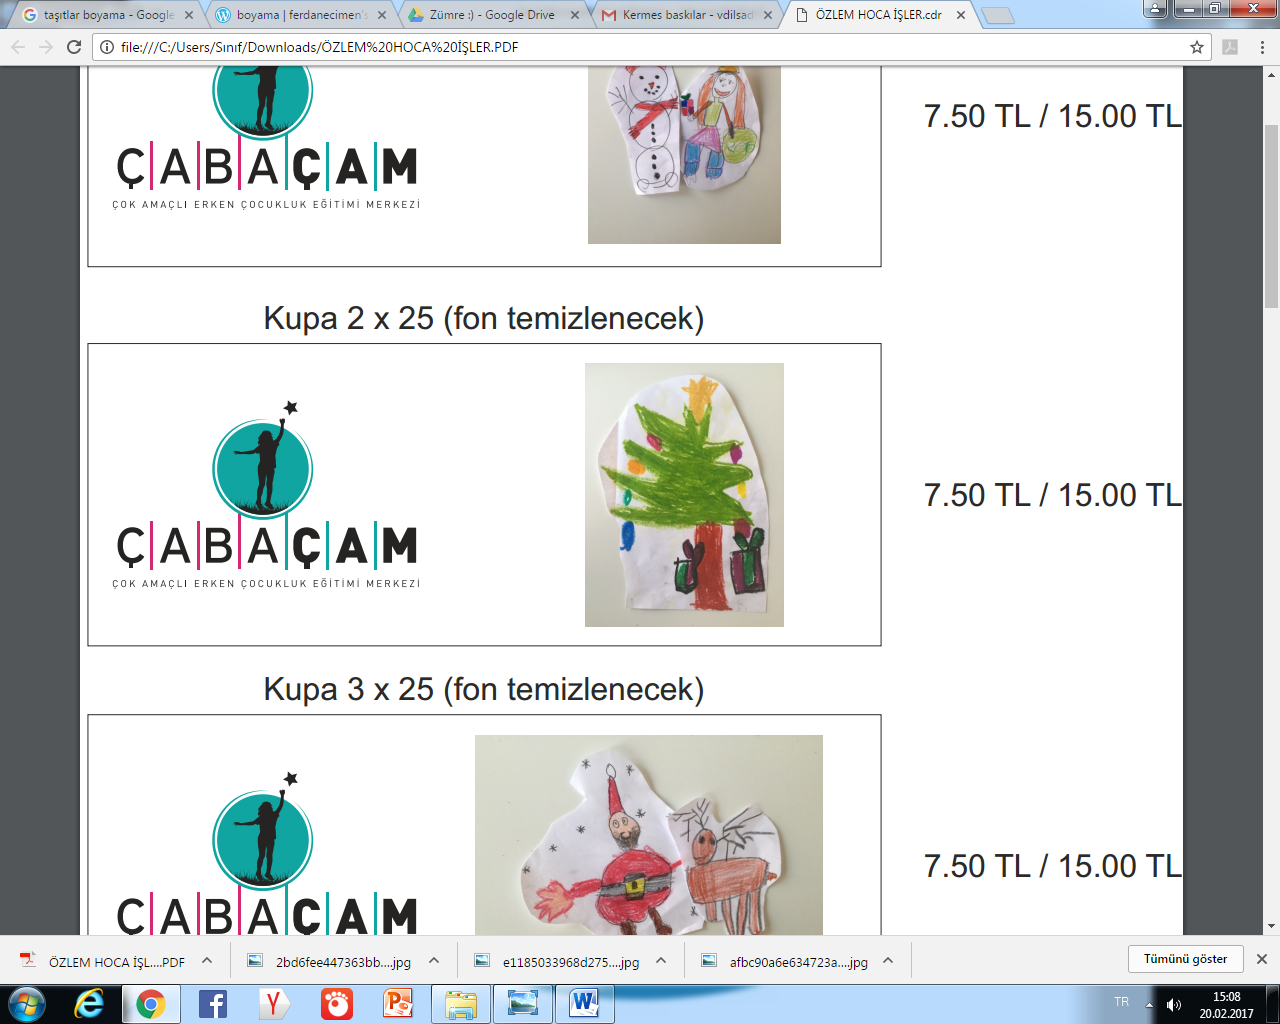 taşıtlar boyama - Google
boyama | ferdanecimen's
Zümre :) - Google Drive
Kermes baskılar - vdilsad
ÖZLEM HOCA İŞLER.cdr
file:///C:/Users/Sınıf/Downloads/ÖZLEM%20HOCA%20İŞLER.PDF
7.50 TL / 15.00 TL
ÇABAÇAM
ÇOK AMAÇLI ERKEN ÇOCUKLUK EĞİTİMİ MERKEZİ
Kupa 2 x 25 (fon temizlenecek)
7.50 TL / 15.00 TL
ÇABAÇAM
ÇOK AMAÇLI ERKEN ÇOCUKLUK EĞİTİMİ MERKEZİ
Kupa 3 x 25 (fon temizlenecek)
7.50 TL / 15.00 TL
ÇABAÇAM
ÖZLEM HOCA İŞL....PDF
2bd6fee447363bb....jpg
e1185033968d275....jpg
afbc90a6e634723a....jpg
Tümünü göster
TR
15:08
20.02.2017